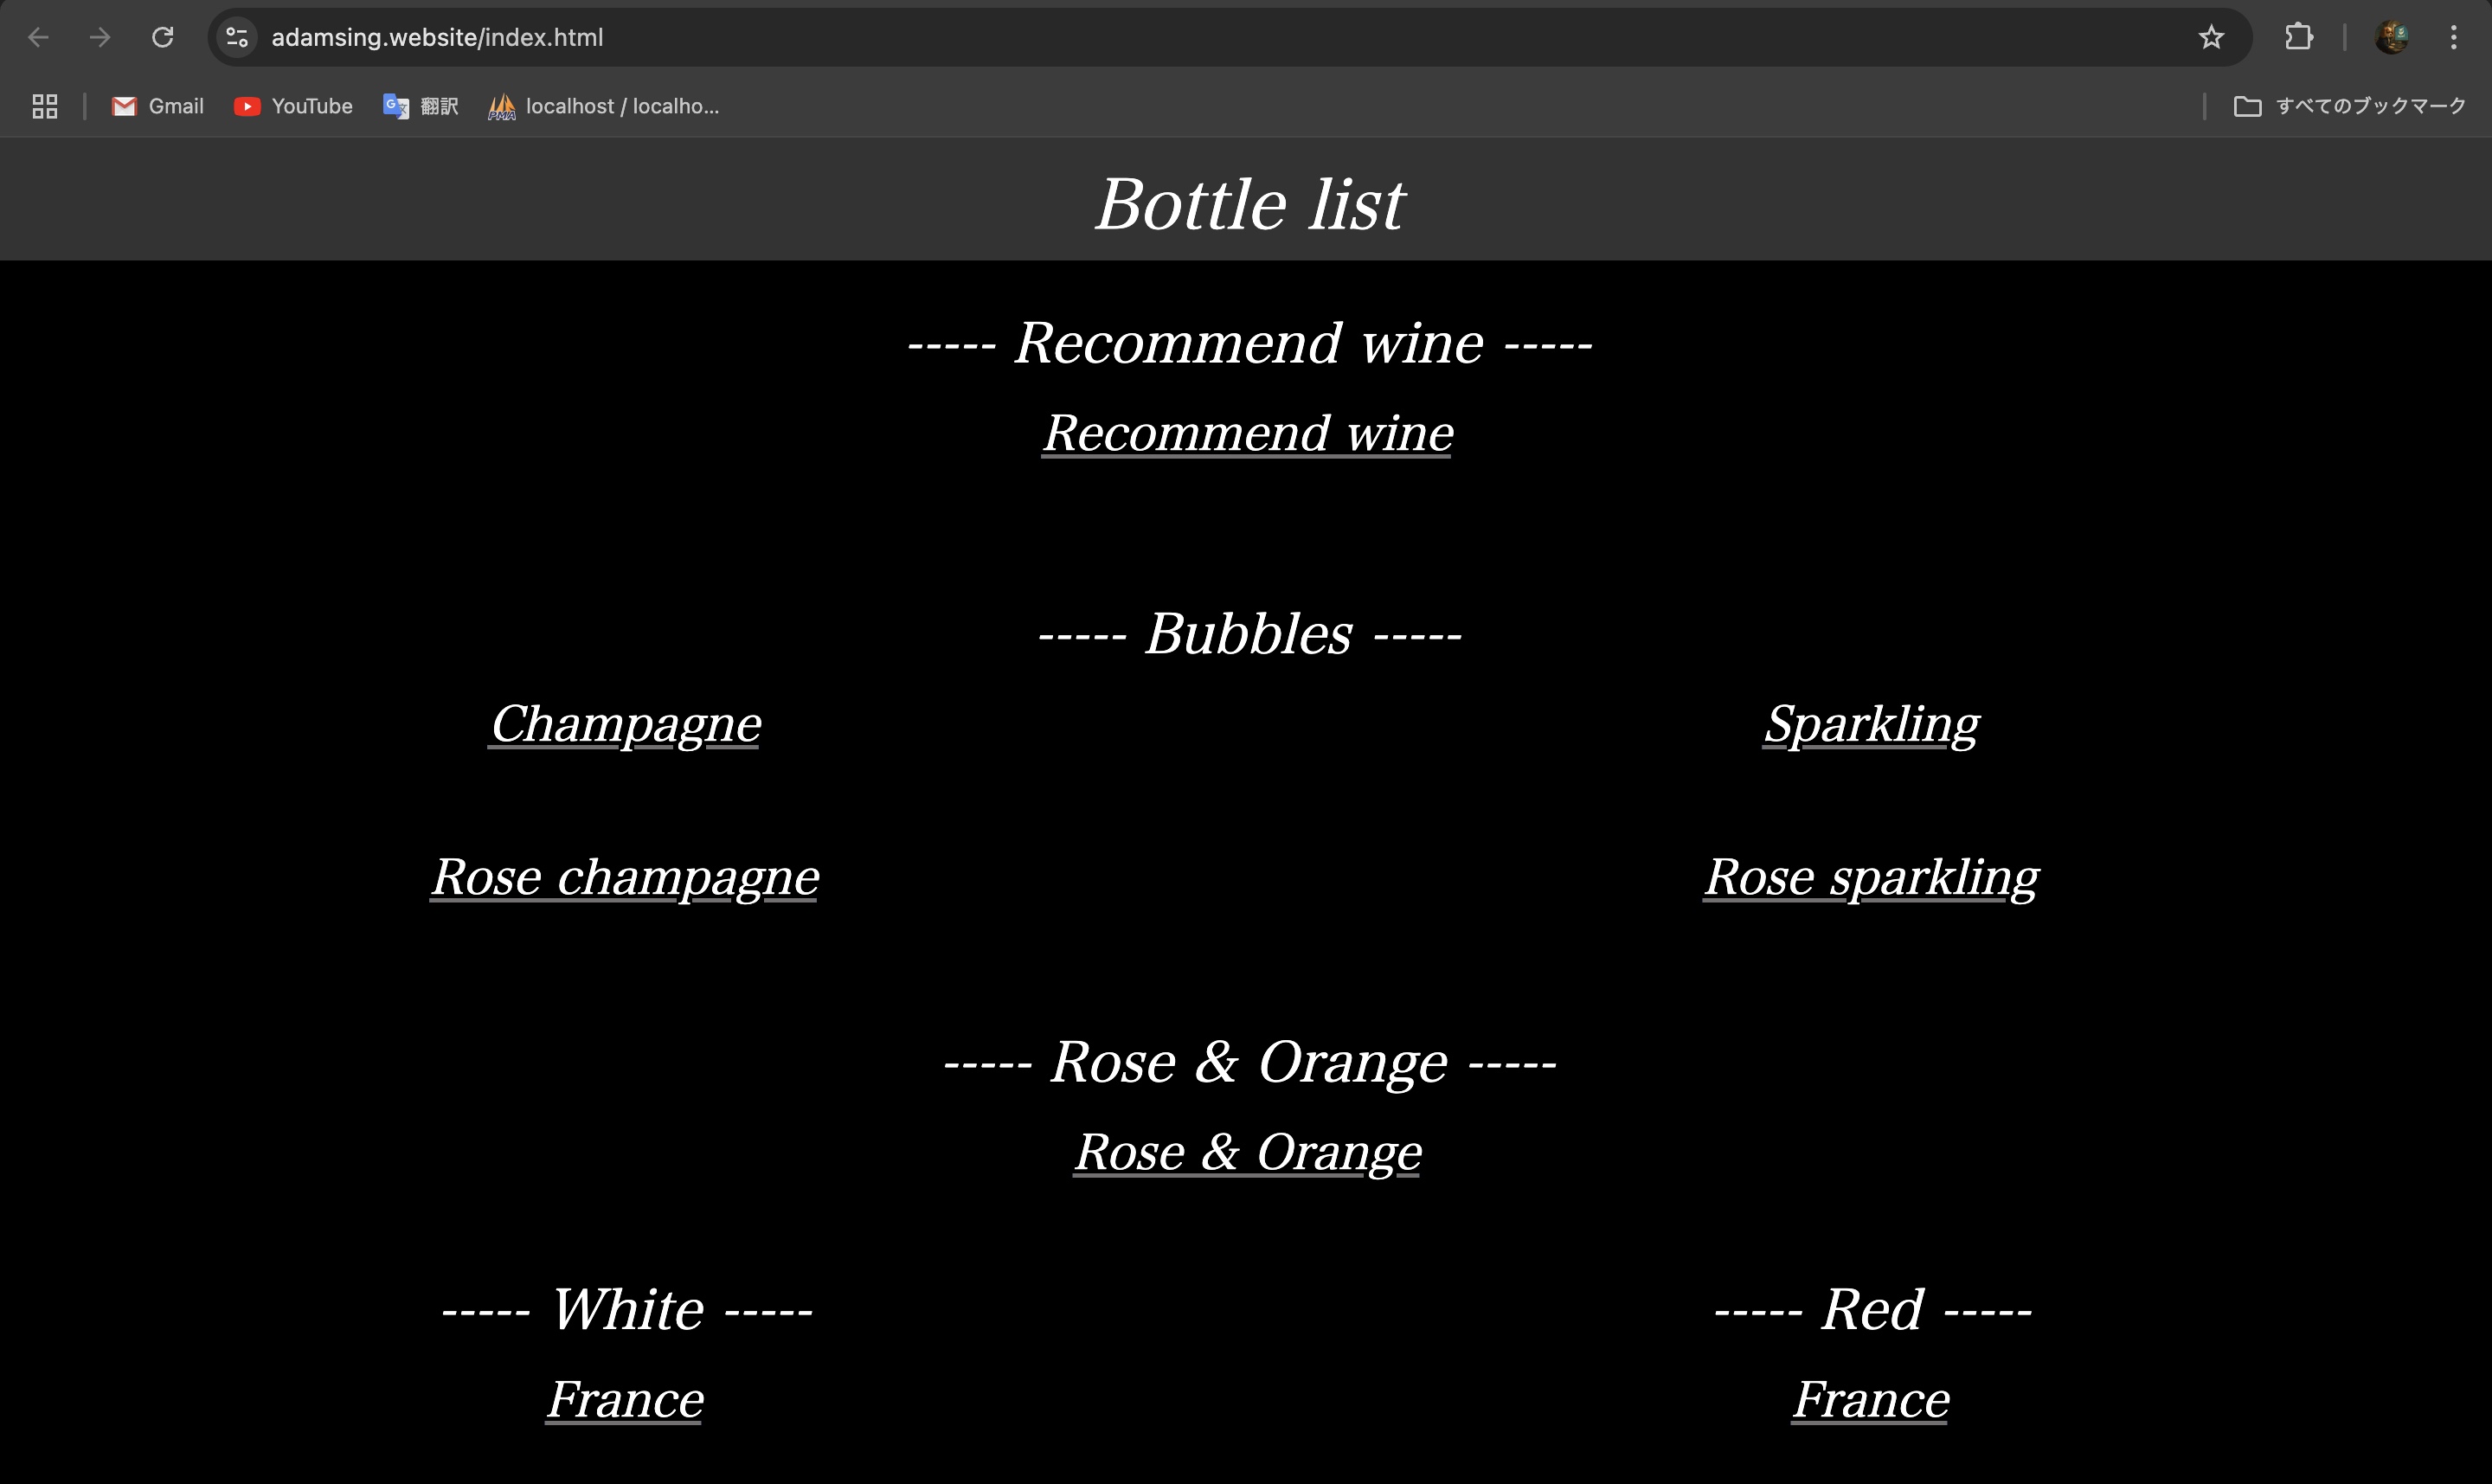 adamsing.website/index.html
Gmail YouTube 翻訳 PMA localhost / localho... すべてのブックマーク
Bottle list
----- Recommend wine -----
Recommend wine
----- Bubbles -----
Champagne Sparkling
Rose champagne Rose sparkling
----- Rose & Orange -----
Rose & Orange
----- White ----- ----- Red -----
France France